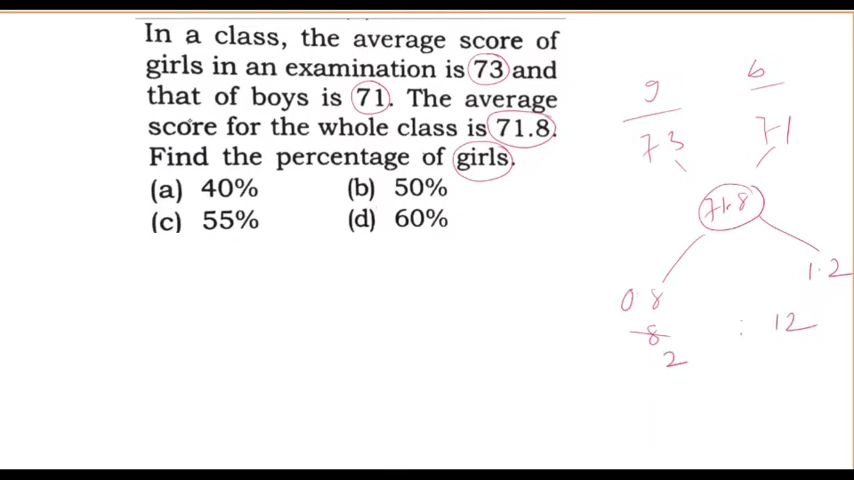 In a class, the average score of
girls in an examination is 73 and
that of boys is 71. The average
score for the whole class is 71.8.
Find the percentage of girls.
(a) 40% (b) 50%
(c) 55% (d) 60%
g b
73 71
71.8
0.8 1.2
8 : 12
2